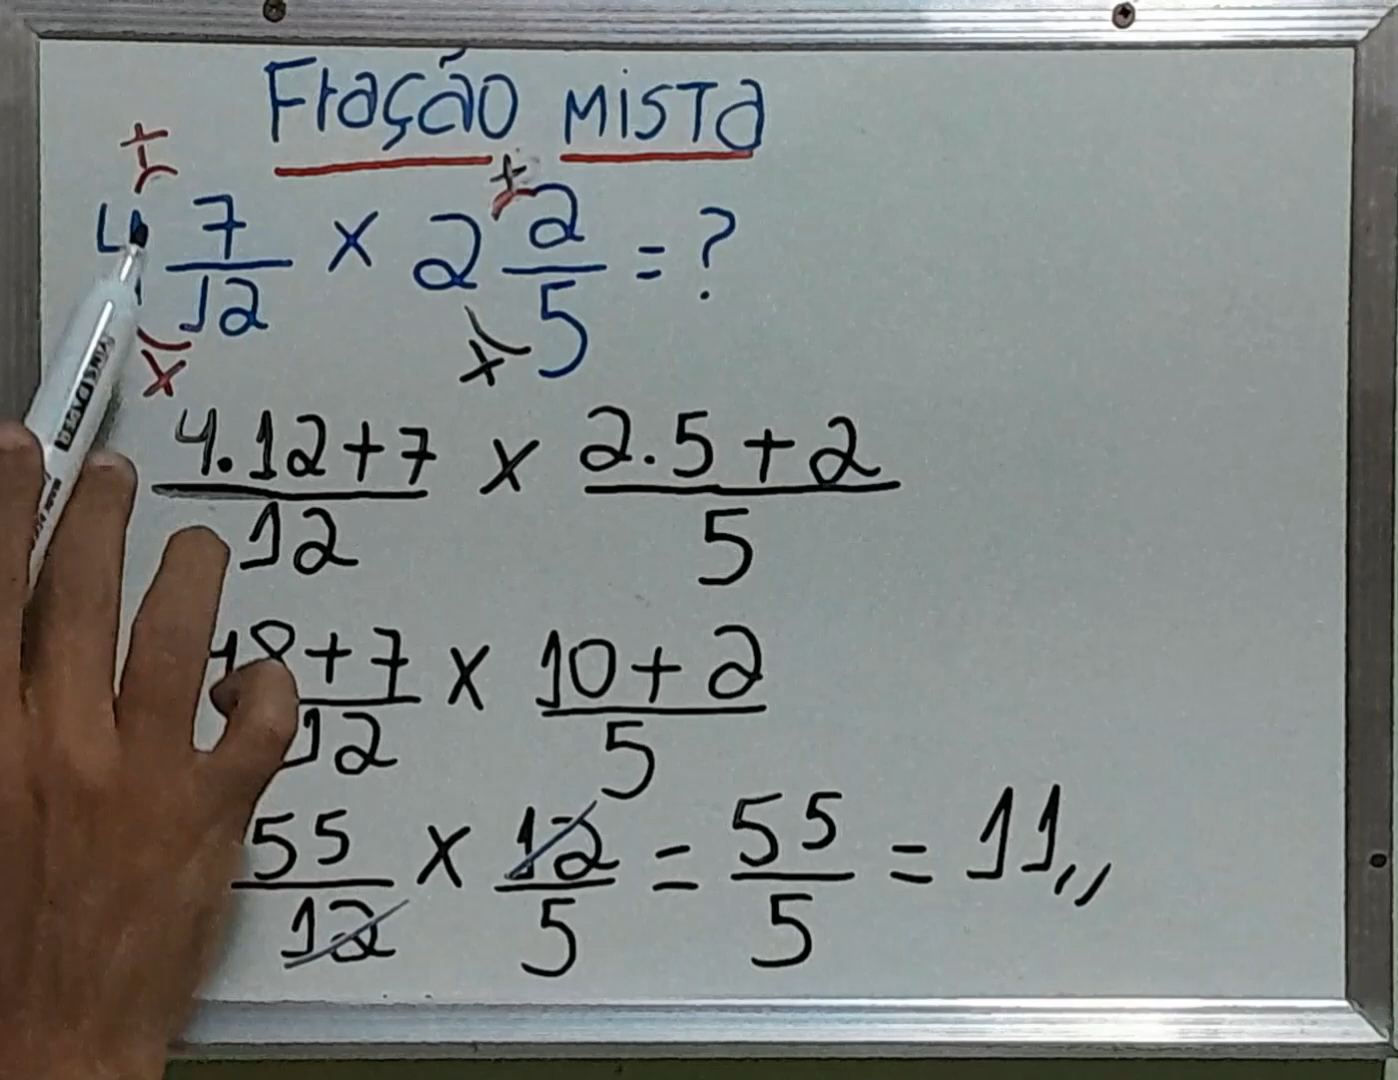 Fração MISTA
4 7/12 x 2 2/5 = ?
4.12+7/12 x 2.5+2/5
48+7/12 x 10+2/5
55/12 x 12/5 = 55/5 = 11,,